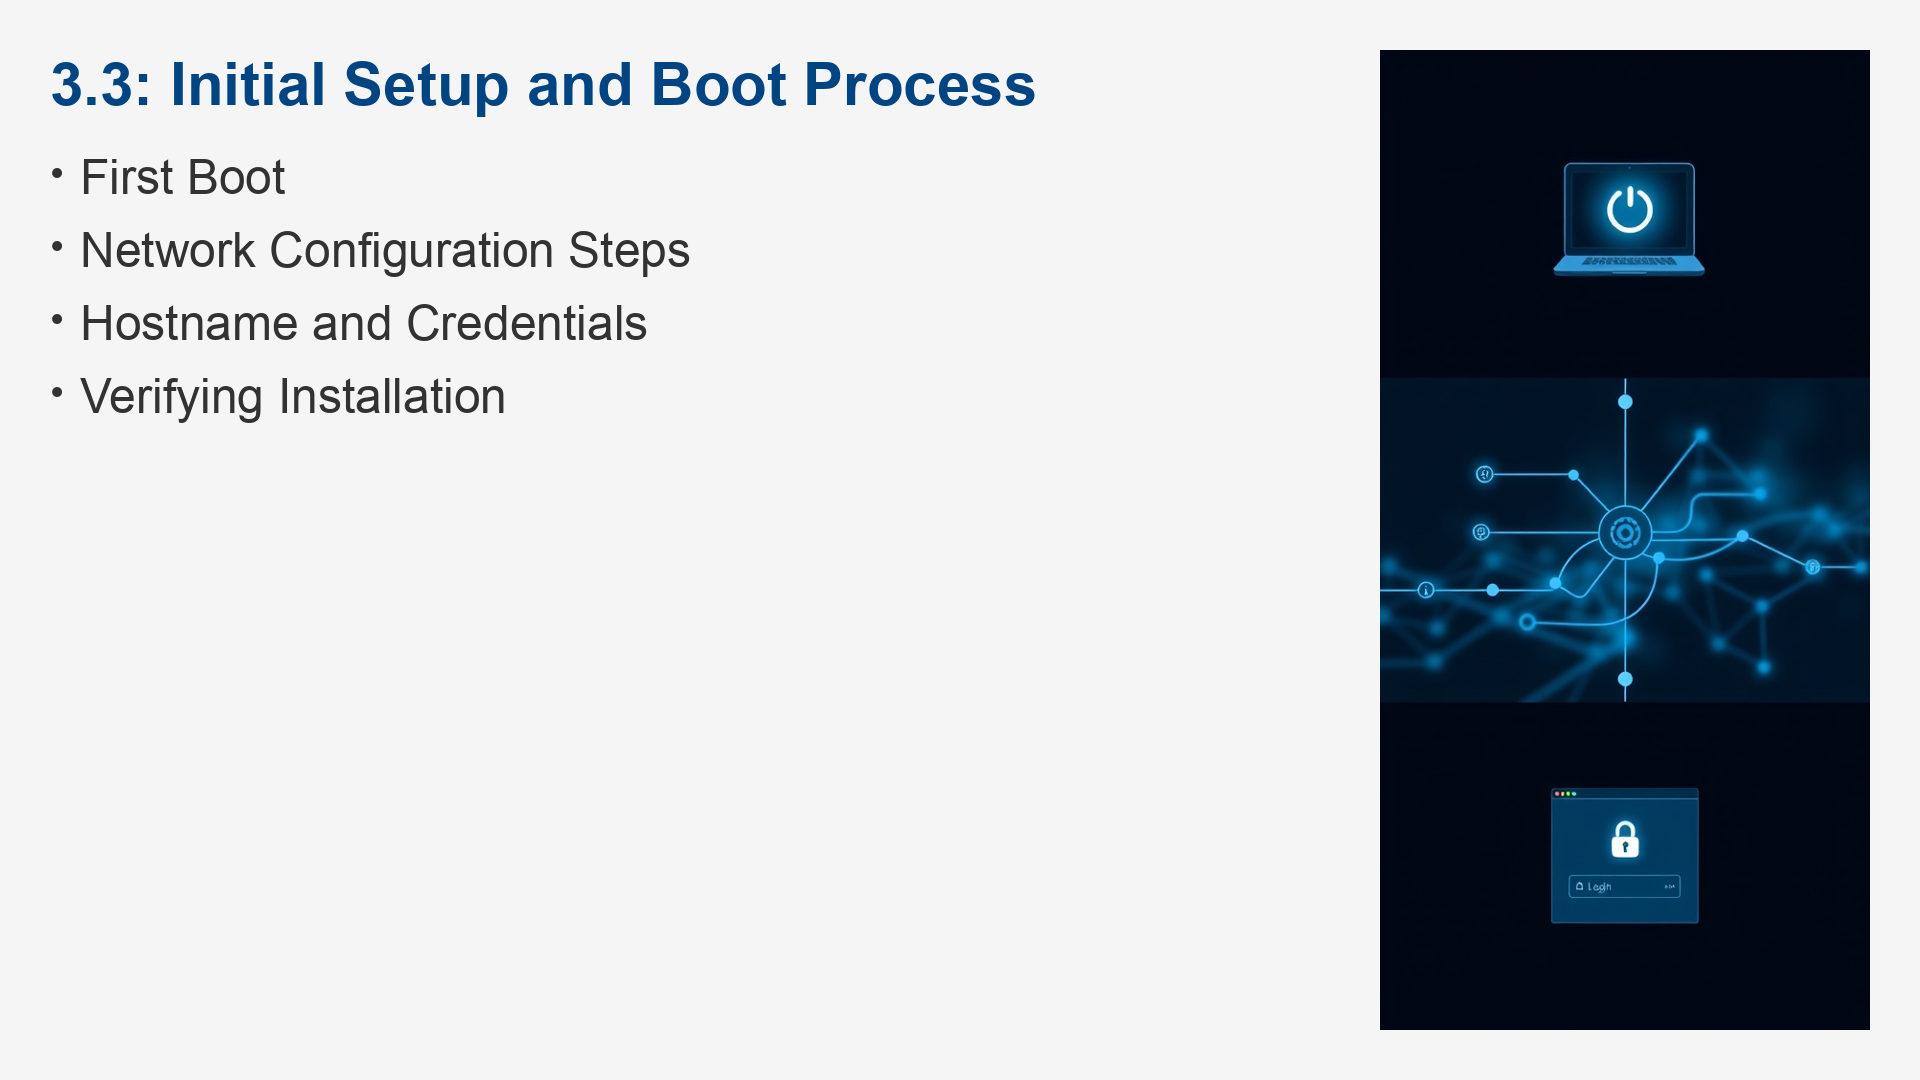 3.3: Initial Setup and Boot Process
• First Boot
• Network Configuration Steps
• Hostname and Credentials
• Verifying Installation
Login